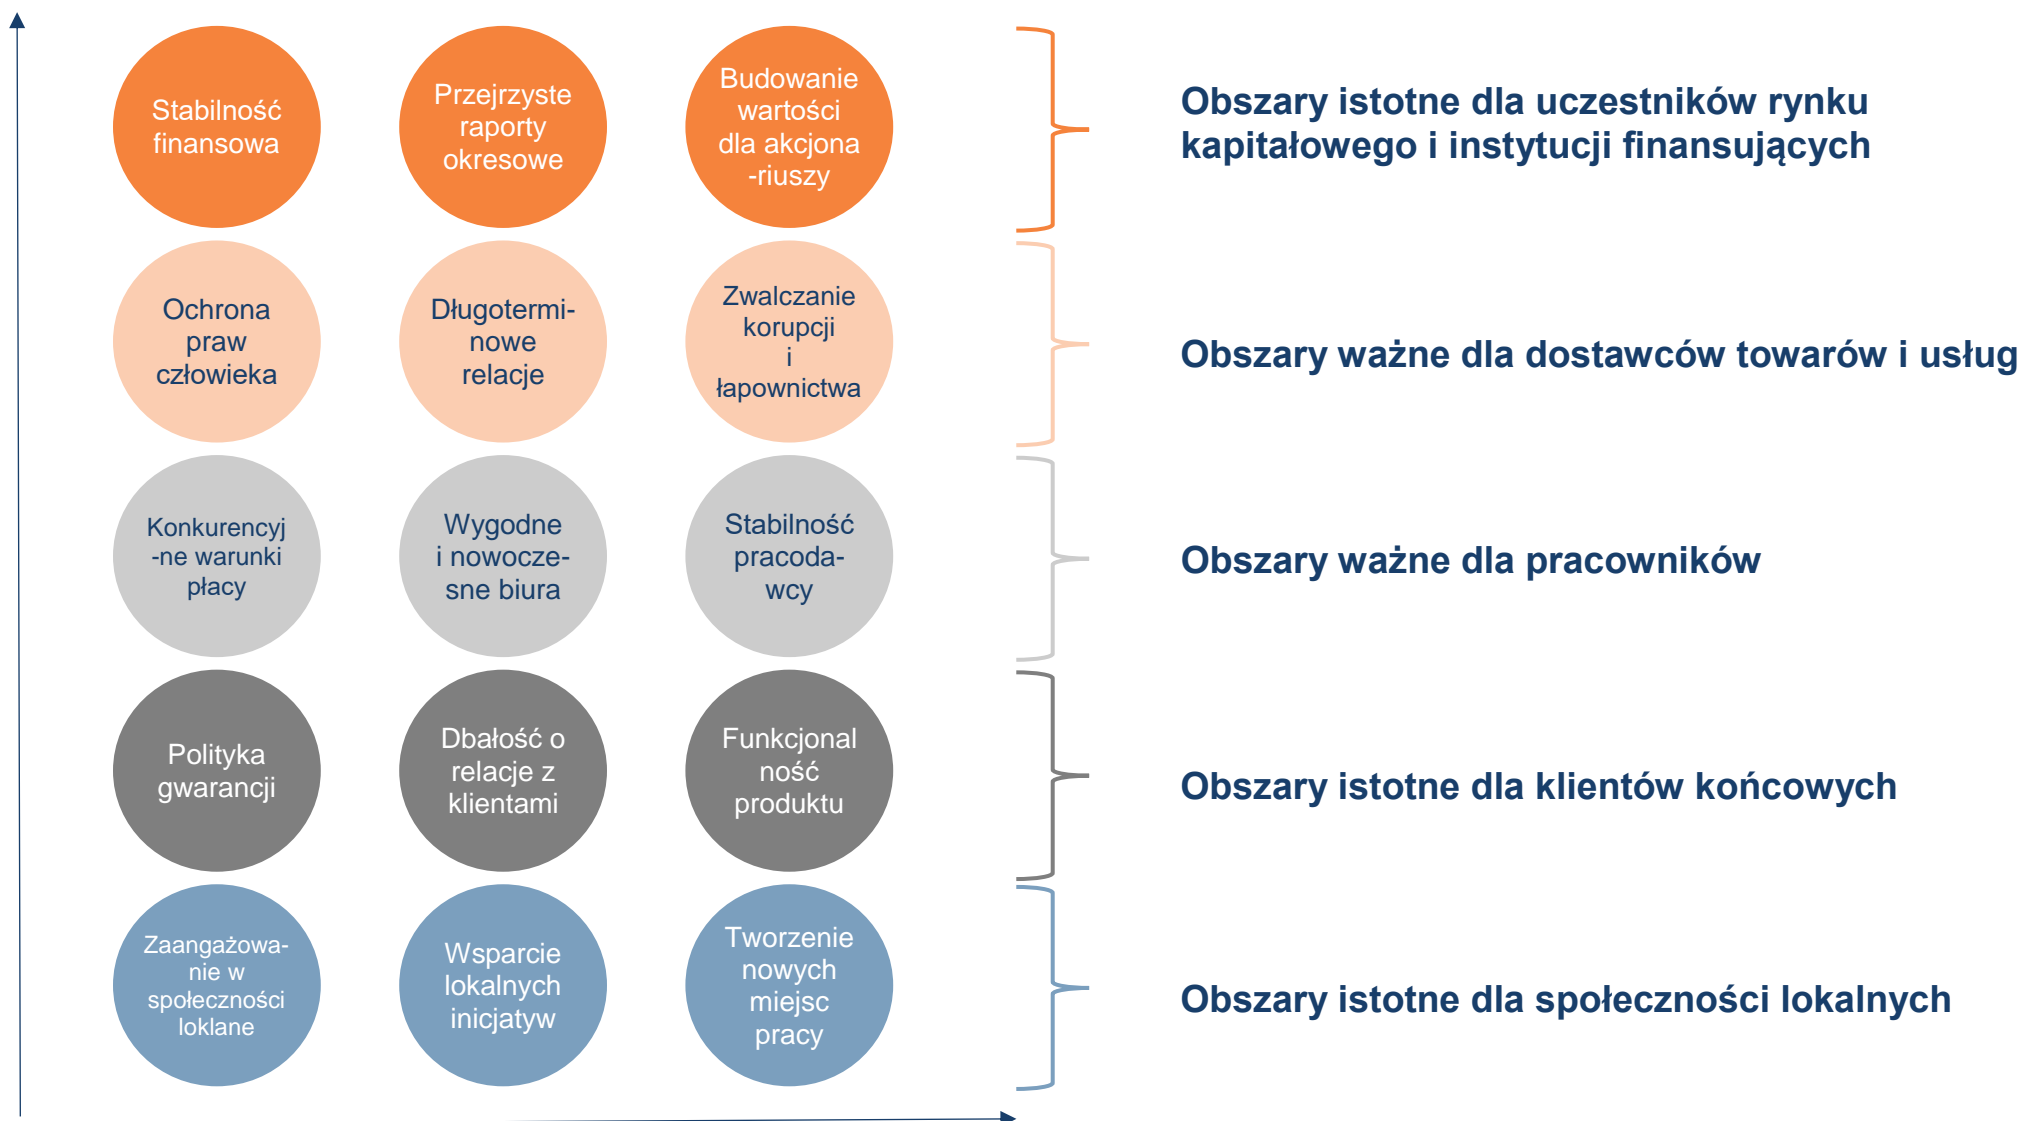 Stabilność
finansowa
Przejrzyste
raporty
okresowe
Budowanie
wartości
dla akcjona
-riuszy
Obszary istotne dla uczestników rynku
kapitałowego i instytucji finansujących
Ochrona
praw
człowieka
Długotermi-
nowe
relacje
Zwalczanie
korupcji
i
łapownictwa
Obszary ważne dla dostawców towarów i usług
Konkurencyj
-ne warunki
płacy
Wygodne
i nowocze-
sne biura
Stabilność
pracoda-
wcy
Obszary ważne dla pracowników
Polityka
gwarancji
Dbałość o
relacje z
klientami
Funkcjonal
ność
produktu
Obszary istotne dla klientów końcowych
Zaangażowa-
nie w
społeczności
loklane
Wsparcie
lokalnych
inicjatyw
Tworzenie
nowych
miejsc
pracy
Obszary istotne dla społeczności lokalnych